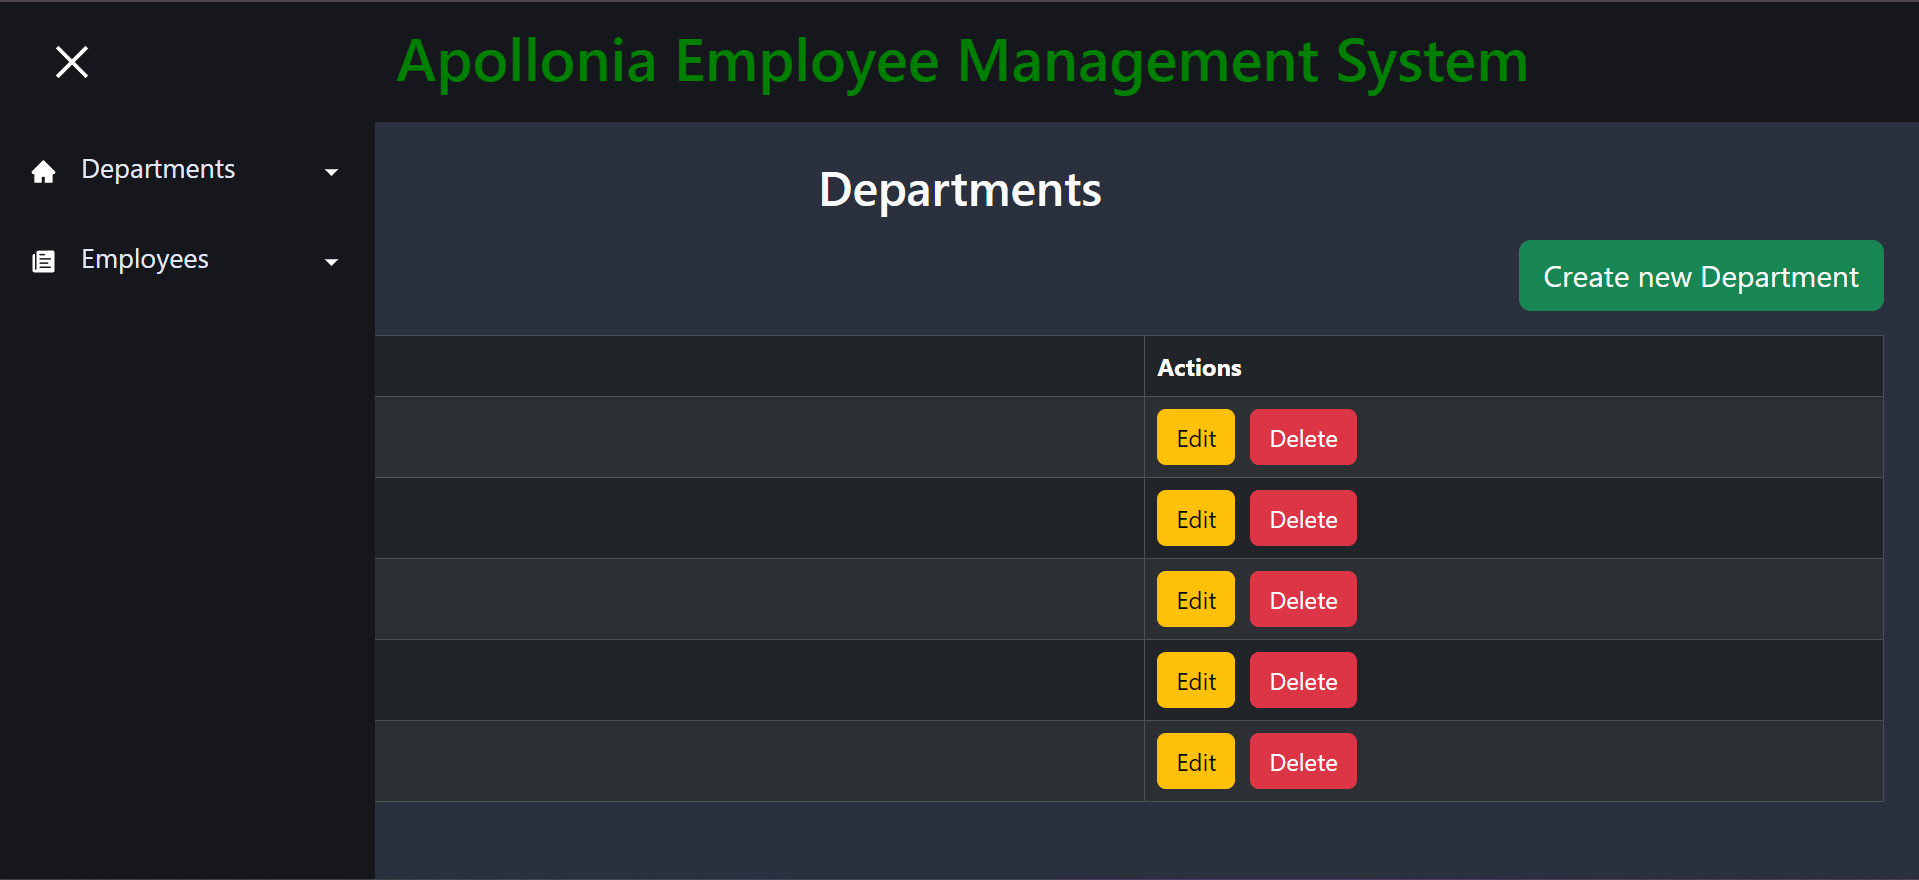 Apollonia Employee Management System
Departments
Employees
Departments
Create new Department
Actions
Edit Delete
Edit Delete
Edit Delete
Edit Delete
Edit Delete